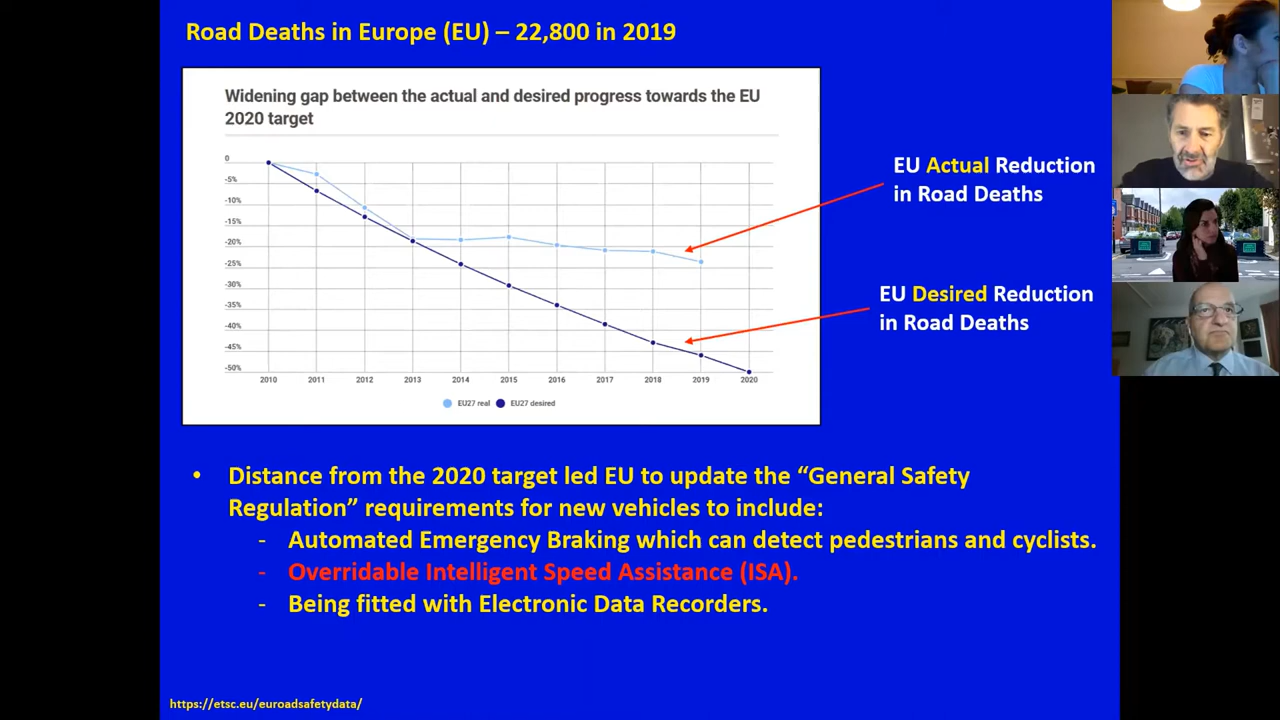 Road Deaths in Europe (EU) – 22,800 in 2019
Widening gap between the actual and desired progress towards the EU
2020 target
0
-5%
-10%
-15%
-20%
-25%
-30%
-35%
-40%
-45%
-50%
2010 2011 2012 2013 2014 2015 2016 2017 2018 2019 2020
EU27 real EU27 desired
EU Actual Reduction
in Road Deaths
EU Desired Reduction
in Road Deaths
• Distance from the 2020 target led EU to update the “General Safety
Regulation” requirements for new vehicles to include:
- Automated Emergency Braking which can detect pedestrians and cyclists.
- Overridable Intelligent Speed Assistance (ISA).
- Being fitted with Electronic Data Recorders.
https://etsc.eu/euroadsafetydata/